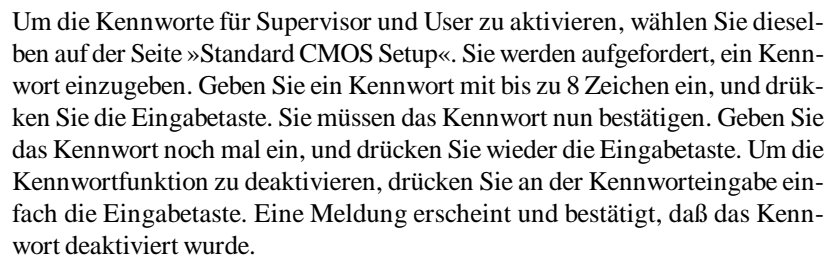 Um die Kennworte für Supervisor und User zu aktivieren, wählen Sie diesel-
ben auf der Seite »Standard CMOS Setup«. Sie werden aufgefordert, ein Kenn-
wort einzugeben. Geben Sie ein Kennwort mit bis zu 8 Zeichen ein, und drük-
ken Sie die Eingabetaste. Sie müssen das Kennwort nun bestätigen. Geben Sie
das Kennwort noch mal ein, und drücken Sie wieder die Eingabetaste. Um die
Kennwortfunktion zu deaktivieren, drücken Sie an der Kennworteingabe ein-
fach die Eingabetaste. Eine Meldung erscheint und bestätigt, daß das Kenn-
wort deaktiviert wurde.